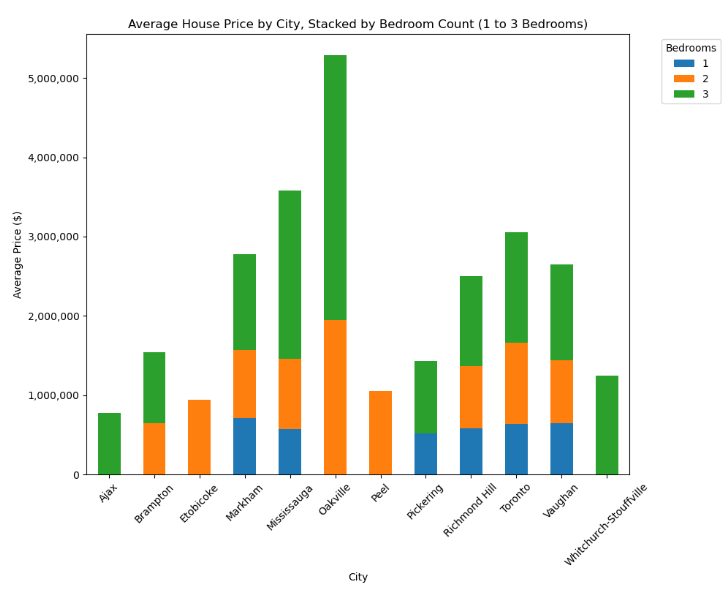 Average House Price by City, Stacked by Bedroom Count (1 to 3 Bedrooms)
Bedrooms
1
2
3
Average Price ($)
5,000,000
4,000,000
3,000,000
2,000,000
1,000,000
0
Ajax
Brampton
Etobicoke
Markham
Mississauga
Oakville
Peel
Pickering
Richmond Hill
Toronto
Vaughan
Whitchurch-Stouffville
City